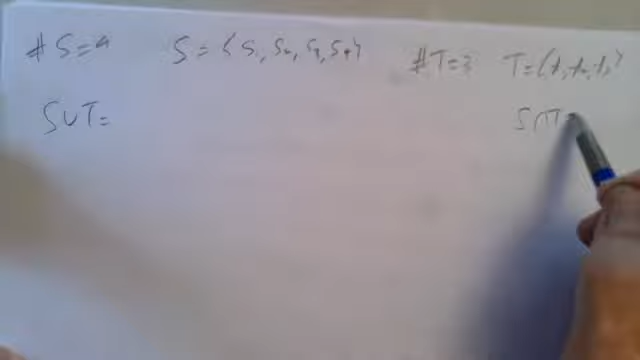 #S=4 S={S₁, S₂, S₃, S₄} #T=3 T={t₁, t₂, t₃}
S∪T= S∩T=